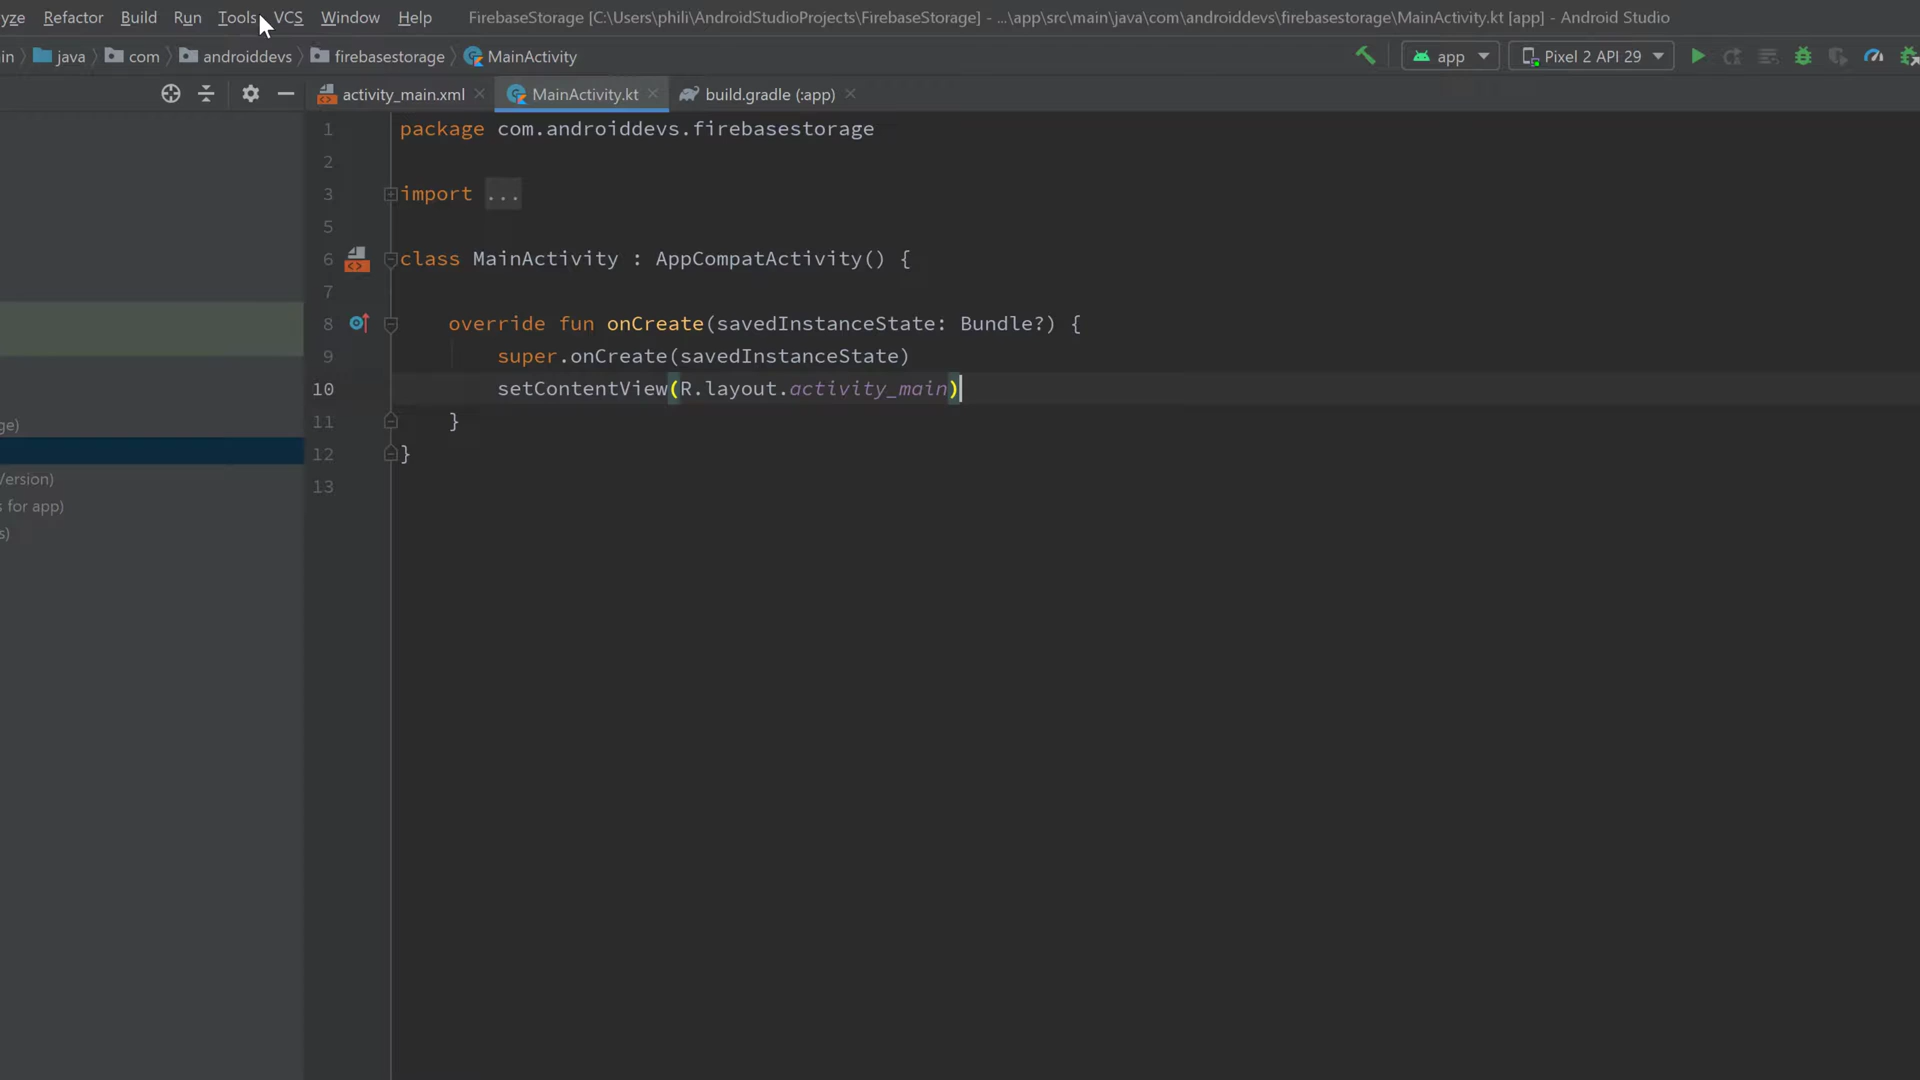 yze Refactor Build Run Tools VCS Window Help FirebaseStorage [C:\Users\phili\AndroidStudioProjects\FirebaseStorage] - ...\app\src\main\java\com\androiddevs\firebasestorage\MainActivity.kt [app] - Android Studio
in java com androiddevs firebasestorage MainActivity app Pixel 2 API 29
activity_main.xml MainActivity.kt build.gradle (:app)
1 package com.androiddevs.firebasestorage
2
3 import ...
5
6 class MainActivity : AppCompatActivity() {
7
8 override fun onCreate(savedInstanceState: Bundle?) {
9 super.onCreate(savedInstanceState)
10 setContentView(R.layout.activity_main)
11 }
12 }
13
ge)
Version)
s for app)
s)